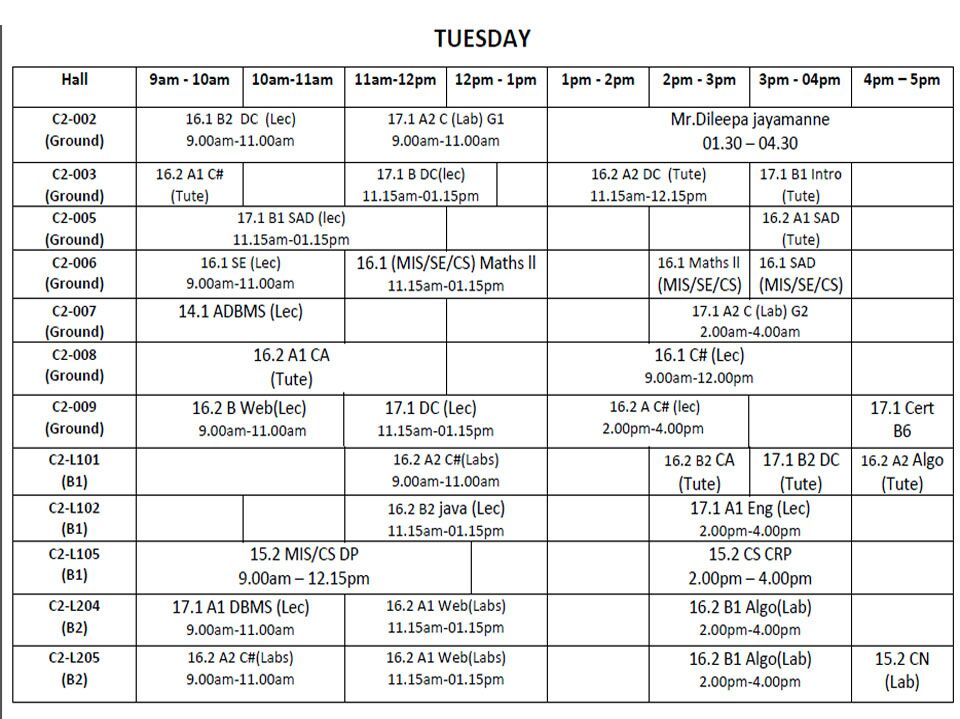 TUESDAY
Hall 9am - 10am 10am-11am 11am-12pm 12pm - 1pm 1pm - 2pm 2pm - 3pm 3pm - 04pm 4pm – 5pm
C2-002 16.1 B2 DC (Lec) 17.1 A2 C (Lab) G1 Mr.Dileepa jayamanne
(Ground) 9.00am-11.00am 9.00am-11.00am 01.30 – 04.30
C2-003 16.2 A1 C# 17.1 B DC(lec) 16.2 A2 DC (Tute) 17.1 B1 Intro
(Ground) (Tute) 11.15am-01.15pm 11.15am-12.15pm (Tute)
C2-005 17.1 B1 SAD (lec) 16.2 A1 SAD
(Ground) 11.15am-01.15pm (Tute)
C2-006 16.1 SE (Lec) 16.1 (MIS/SE/CS) Maths ll 16.1 Maths ll 16.1 SAD
(Ground) 9.00am-11.00am 11.15am-01.15pm (MIS/SE/CS) (MIS/SE/CS)
C2-007 14.1 ADBMS (Lec) 17.1 A2 C (Lab) G2
(Ground) 2.00am-4.00am
C2-008 16.2 A1 CA 16.1 C# (Lec)
(Ground) (Tute) 9.00am-12.00pm
C2-009 16.2 B Web(Lec) 17.1 DC (Lec) 16.2 A C# (lec) 17.1 Cert
(Ground) 9.00am-11.00am 11.15am-01.15pm 2.00pm-4.00pm B6
C2-L101 16.2 A2 C#(Labs) 16.2 B2 CA 17.1 B2 DC 16.2 A2 Algo
(B1) 9.00am-11.00am (Tute) (Tute) (Tute)
C2-L102 16.2 B2 java (Lec) 17.1 A1 Eng (Lec)
(B1) 11.15am-01.15pm 2.00pm-4.00pm
C2-L105 15.2 MIS/CS DP 15.2 CS CRP
(B1) 9.00am – 12.15pm 2.00pm – 4.00pm
C2-L204 17.1 A1 DBMS (Lec) 16.2 A1 Web(Labs) 16.2 B1 Algo(Lab)
(B2) 9.00am-11.00am 11.15am-01.15pm 2.00pm-4.00pm
C2-L205 16.2 A2 C#(Labs) 16.2 A1 Web(Labs) 16.2 B1 Algo(Lab) 15.2 CN
(B2) 9.00am-11.00am 11.15am-01.15pm 2.00pm-4.00pm (Lab)